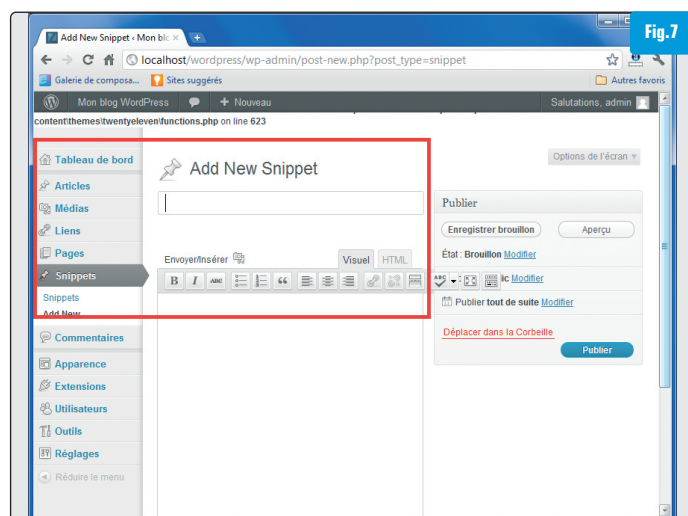 Fig.7
Add New Snippet ‹ Mon blc
localhost/wordpress/wp-admin/post-new.php?post_type=snippet
Galerie de composa... Sites suggérés Autres favoris
Mon blog WordPress + Nouveau Salutations, admin
content\themes\twentyeleven\functions.php on line 623
Options de l'écran
Tableau de bord
Add New Snippet
Articles
Médias
Liens
Pages
Snippets
Snippets
Add New
Commentaires
Apparence
Extensions
Utilisateurs
Outils
Réglages
Réduire le menu
Envoyer/Insérer
Visuel HTML
B I ABC ABC
Publier
Enregistrer brouillon Aperçu
État : Brouillon Modifier
ic Modifier
Publier tout de suite Modifier
Déplacer dans la Corbeille
Publier